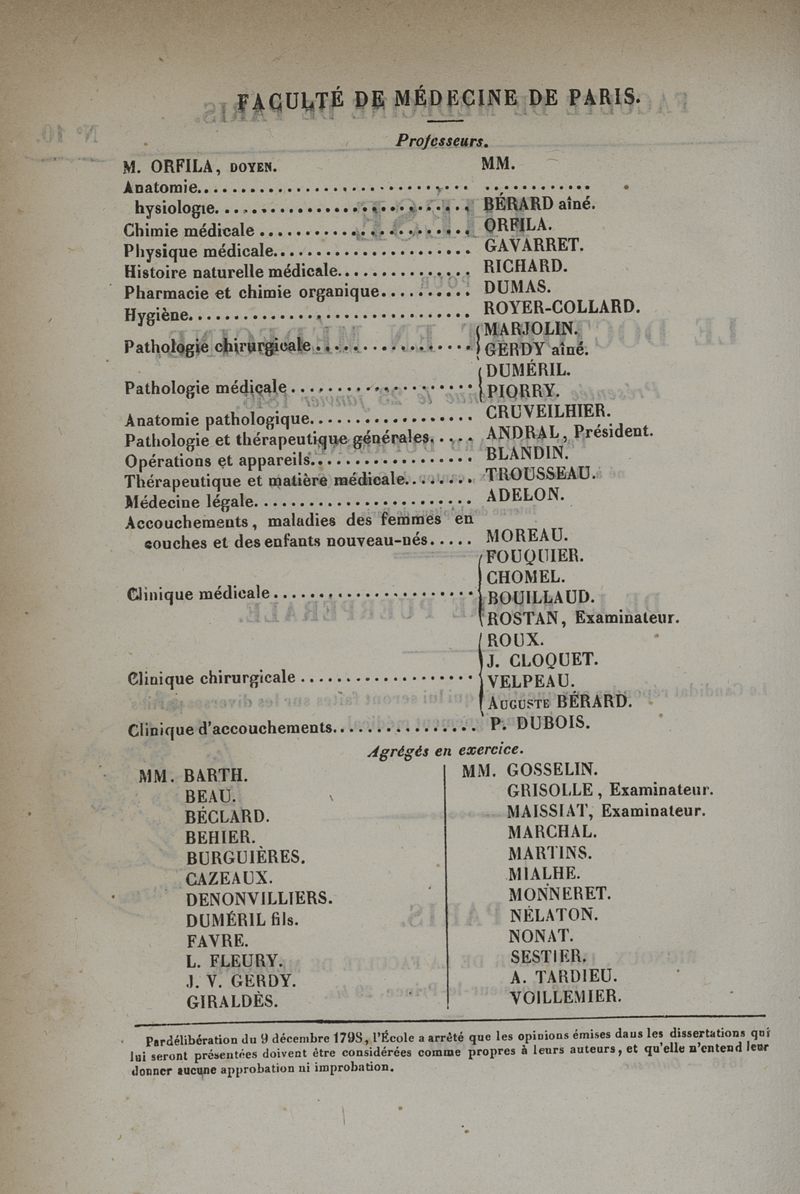 FACULTÉ DE MÉDECINE DE PARIS.
Professeurs.
M. ORFILA, DOYEN. MM.
Anatomie.................................. ............
hysiologie............................. BÉRARD aîné.
Chimie médicale........................ ORFILA.
Physique médicale...................... GAVARRET.
Histoire naturelle médicale............... RICHARD.
Pharmacie et chimie organique.......... DUMAS.
Hygiène................................ ROYER-COLLARD.
MARJOLIN.
Pathologie chirurgicale.................. GERDY aîné.
DUMÉRIL.
Pathologie médicale..................... PIORRY.
Anatomie pathologique.................. CRUVEILHIER.
Pathologie et thérapeutique générales..... ANDRAL, Président.
Opérations et appareils.................. BLANDIN.
Thérapeutique et matière médicale........ TROUSSEAU.
Médecine légale........................ ADELON.
Accouchements, maladies des femmes en
couches et des enfants nouveau-nés..... MOREAU.
FOUQUIER.
CHOMEL.
Clinique médicale....................... BOUILLAUD.
ROSTAN, Examinateur.
ROUX.
J. CLOQUET.
Clinique chirurgicale................... VELPEAU.
AUGUSTE BÉRARD.
Clinique d'accouchements................ P. DUBOIS.
Agrégés en exercice.
MM. BARTH. MM. GOSSELIN.
BEAU. GRISOLLE, Examinateur.
BÉCLARD. MAISSIAT, Examinateur.
BEHIER. MARCHAL.
BURGUIÈRES. MARTINS.
CAZEAUX. MIALHE.
DENONVILLIERS. MONNERET.
DUMÉRIL fils. NÉLATON.
FAVRE. NONAT.
L. FLEURY. SESTIER.
J. V. GERDY. A. TARDIEU.
GIRALDÈS. VOILLEMIER.
Par délibération du 9 décembre 1798, l'École a arrêté que les opinions émises dans les dissertations qui
lui seront présentées doivent être considérées comme propres à leurs auteurs, et qu'elle n'entend leur
donner aucune approbation ni improbation.